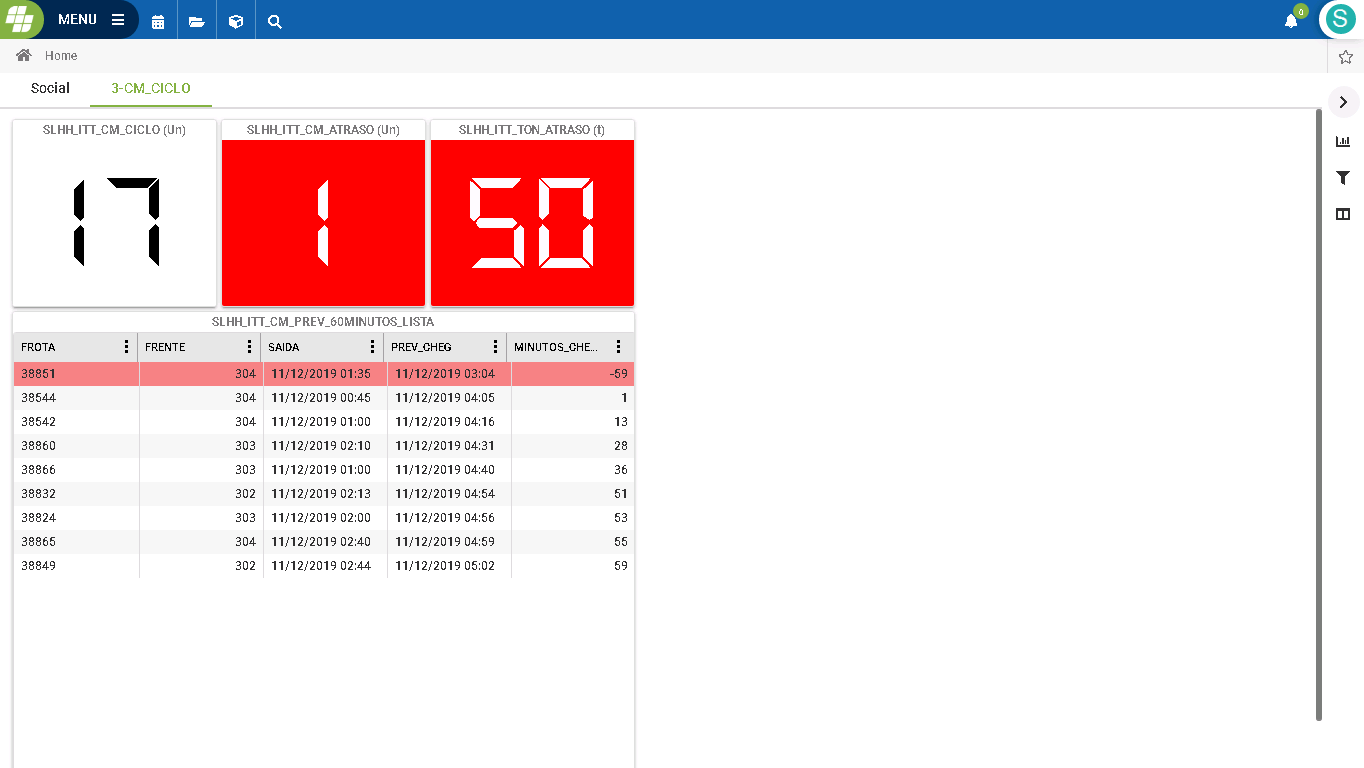 MENU
0
S
Home
Social 3-CM_CICLO
SLHH_ITT_CM_CICLO (Un) SLHH_ITT_CM_ATRASO (Un) SLHH_ITT_TON_ATRASO (t)
17 1 50
SLHH_ITT_CM_PREV_60MINUTOS_LISTA
FROTA FRENTE SAIDA PREV_CHEG MINUTOS_CHE...
38851 304 11/12/2019 01:35 11/12/2019 03:04 -59
38544 304 11/12/2019 00:45 11/12/2019 04:05 1
38542 304 11/12/2019 01:00 11/12/2019 04:16 13
38860 303 11/12/2019 02:10 11/12/2019 04:31 28
38866 303 11/12/2019 01:00 11/12/2019 04:40 36
38832 302 11/12/2019 02:13 11/12/2019 04:54 51
38824 303 11/12/2019 02:00 11/12/2019 04:56 53
38865 304 11/12/2019 02:40 11/12/2019 04:59 55
38849 302 11/12/2019 02:44 11/12/2019 05:02 59